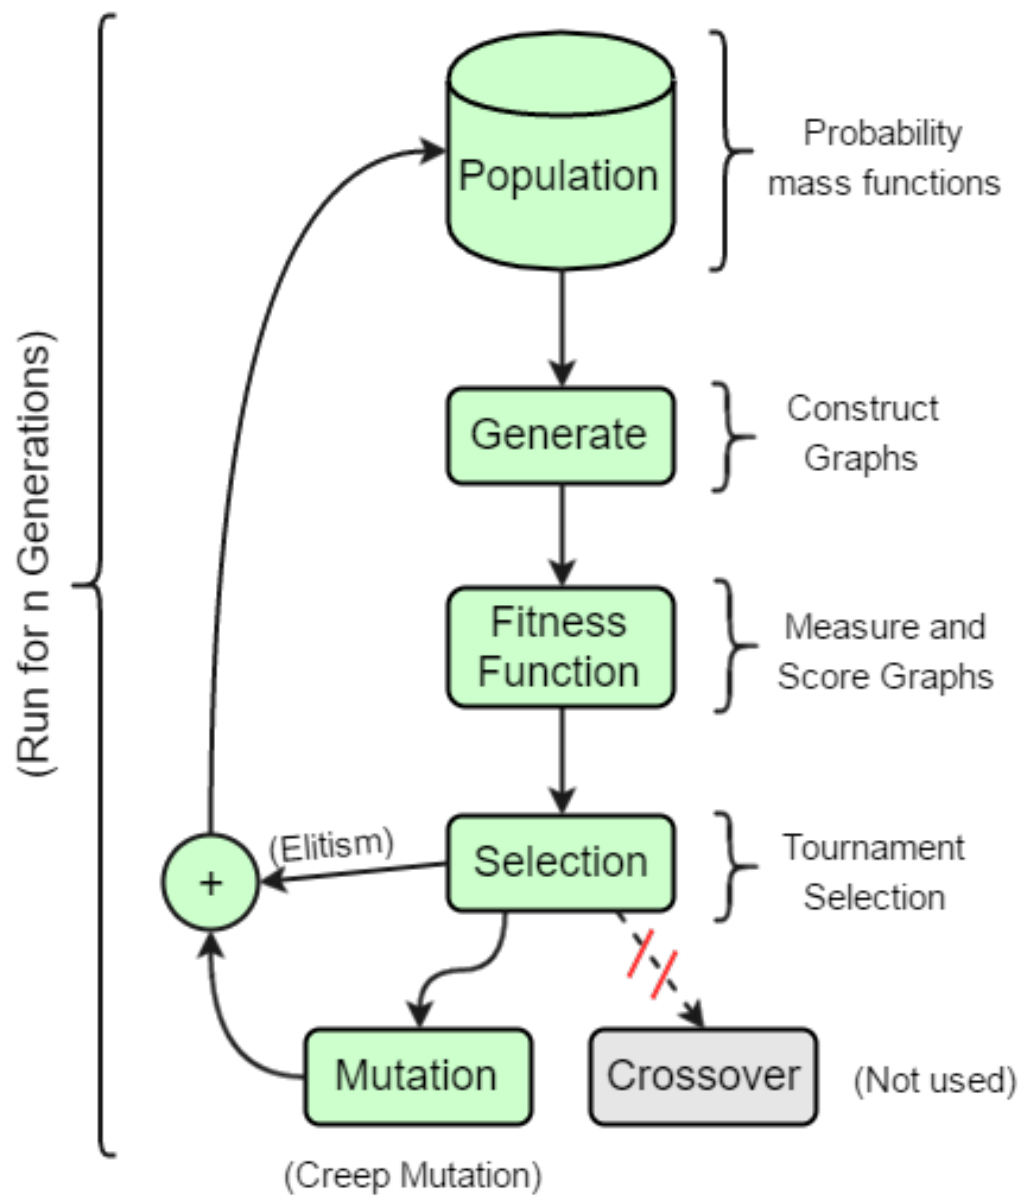 (Run for n Generations)
Population
Probability
mass functions
Generate
Construct
Graphs
Fitness
Function
Measure and
Score Graphs
(Elitism)
+
Selection
Tournament
Selection
Mutation
Crossover
(Not used)
(Creep Mutation)